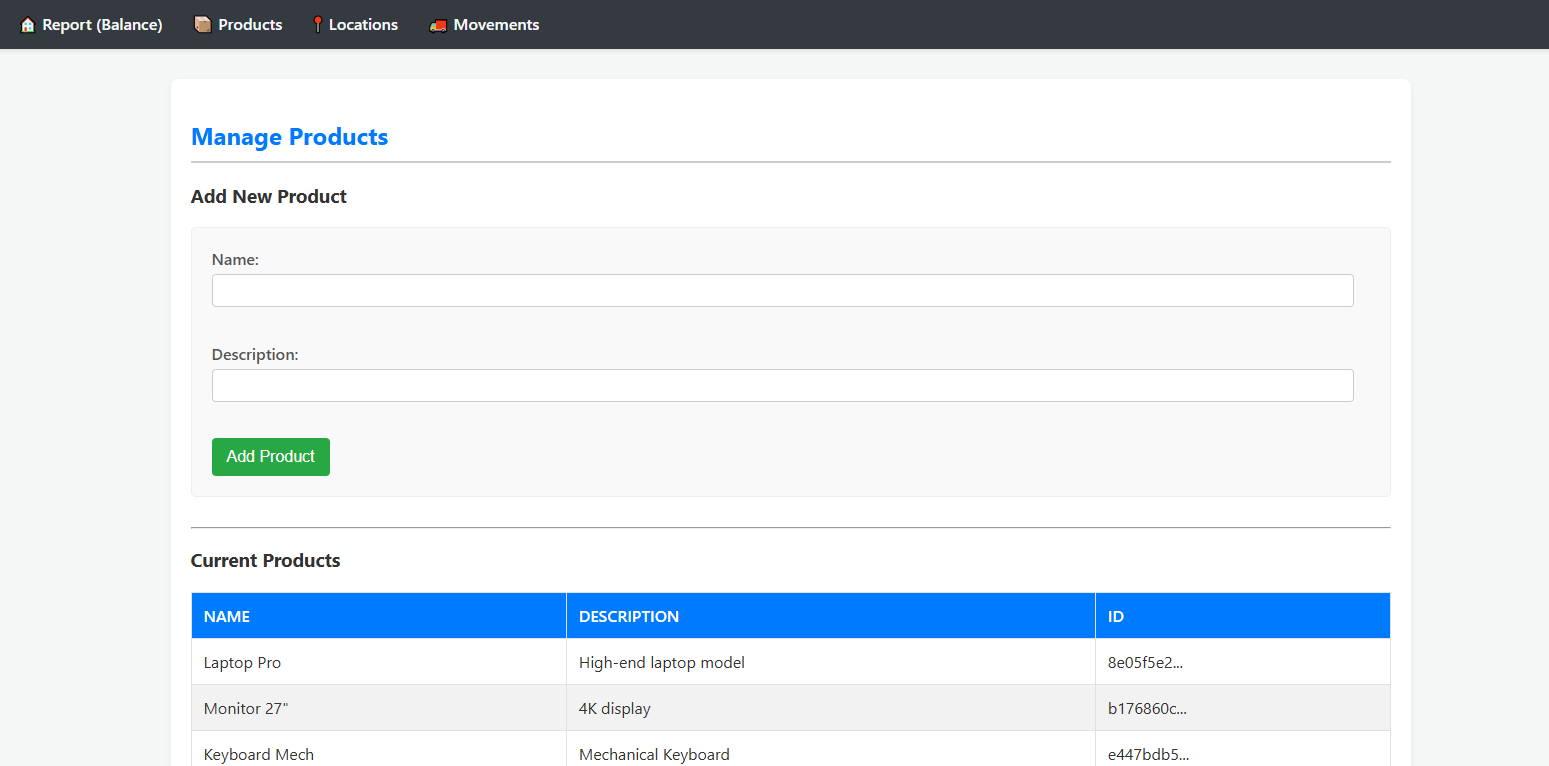 Report (Balance) Products Locations Movements
Manage Products
Add New Product
Name:
Description:
Add Product
Current Products
NAME DESCRIPTION ID
Laptop Pro High-end laptop model 8e05f5e2...
Monitor 27" 4K display b176860c...
Keyboard Mech Mechanical Keyboard e447bdb5...